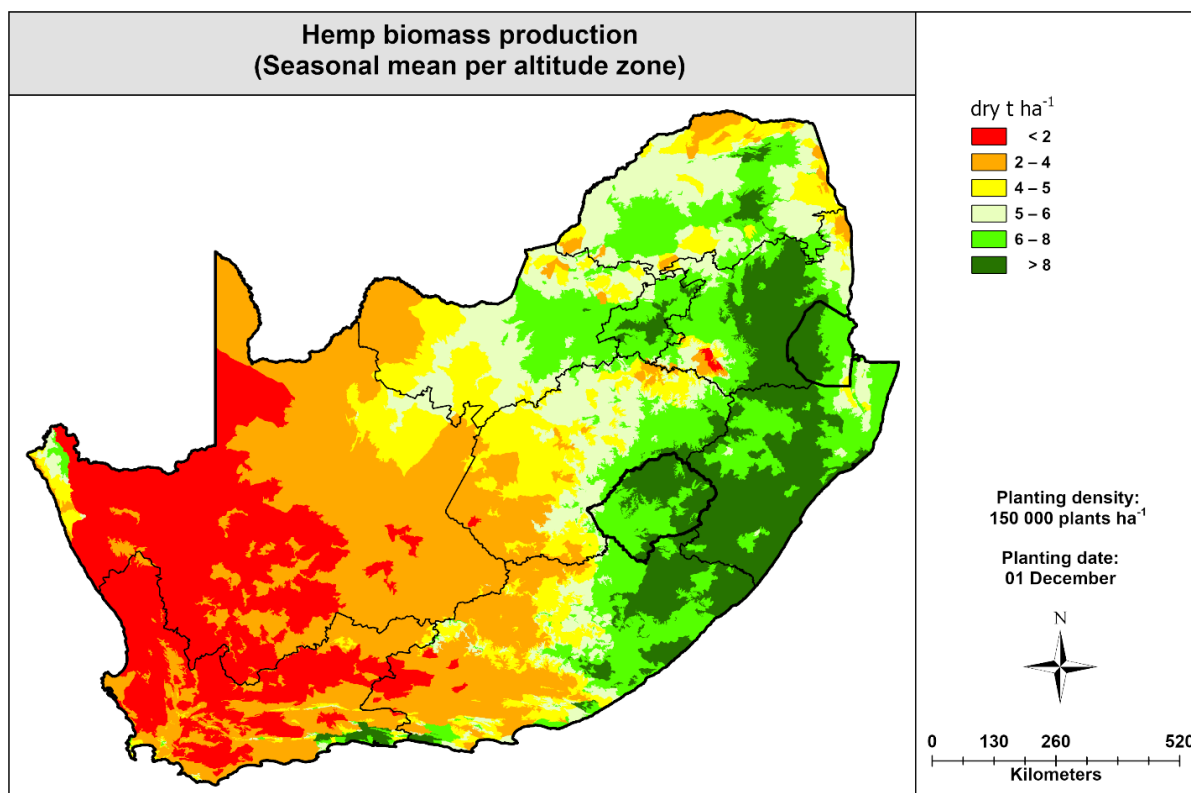 Hemp biomass production
(Seasonal mean per altitude zone)
dry t ha⁻¹
< 2
2 – 4
4 – 5
5 – 6
6 – 8
> 8
Planting density:
150 000 plants ha⁻¹
Planting date:
01 December
N
0 130 260 520
Kilometers